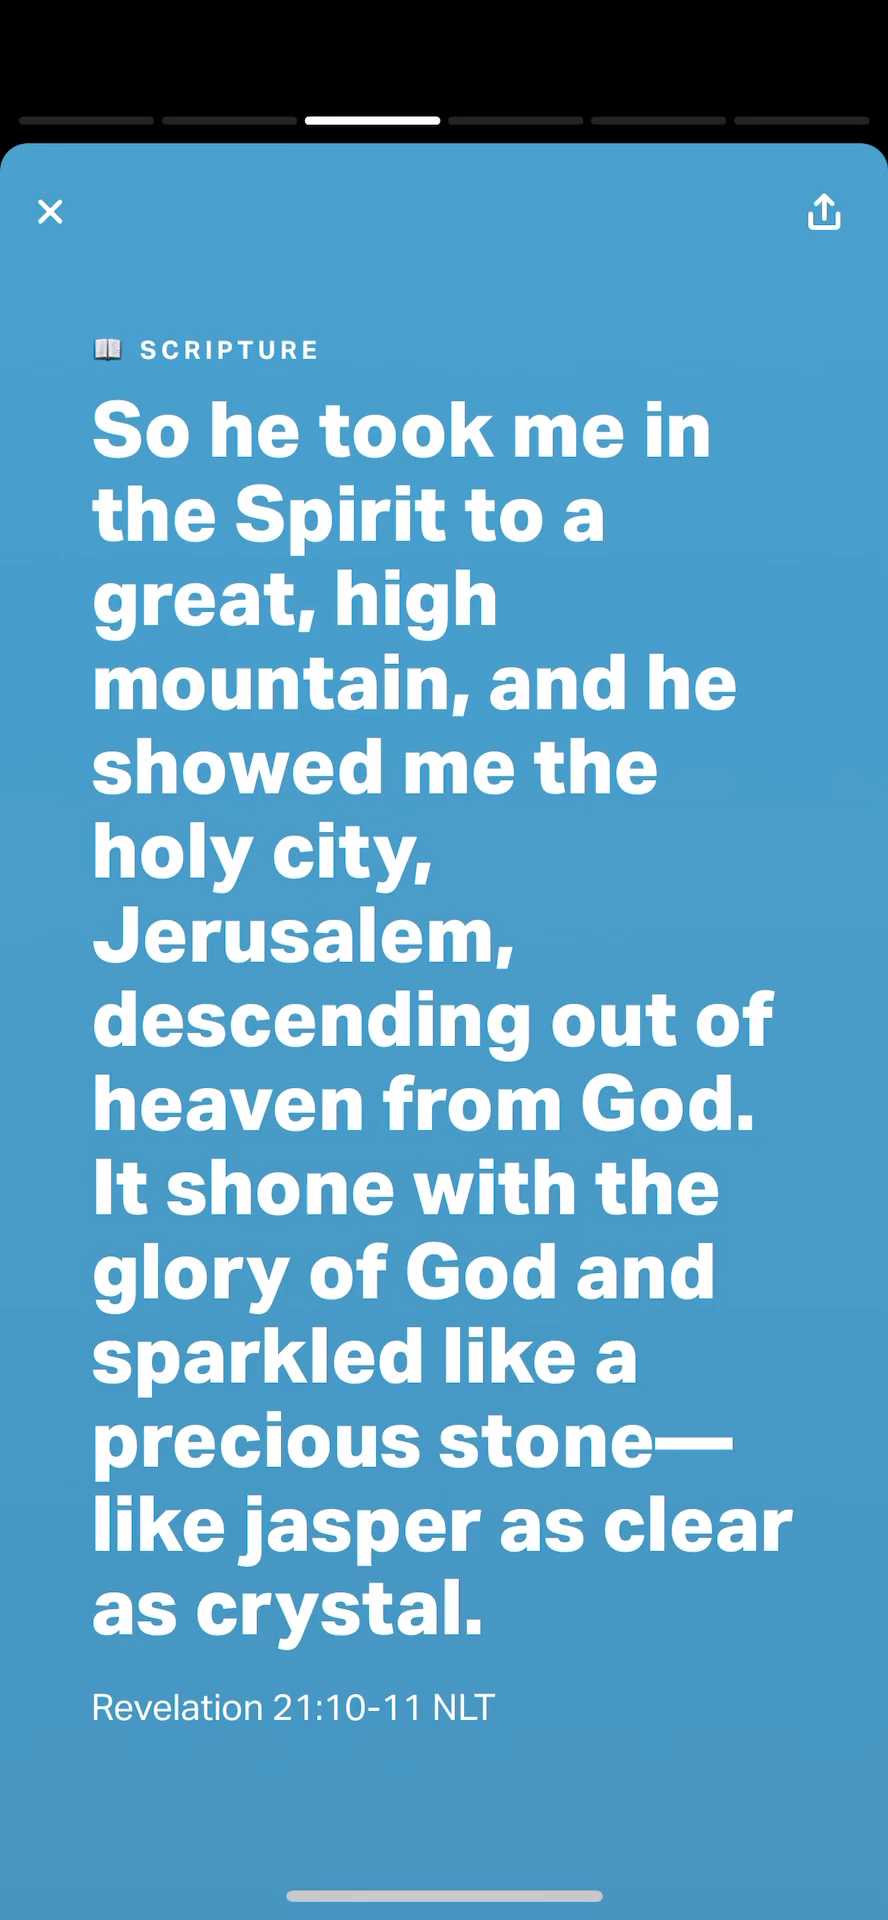 SCRIPTURE
So he took me in
the Spirit to a
great, high
mountain, and he
showed me the
holy city,
Jerusalem,
descending out of
heaven from God.
It shone with the
glory of God and
sparkled like a
precious stone—
like jasper as clear
as crystal.
Revelation 21:10-11 NLT